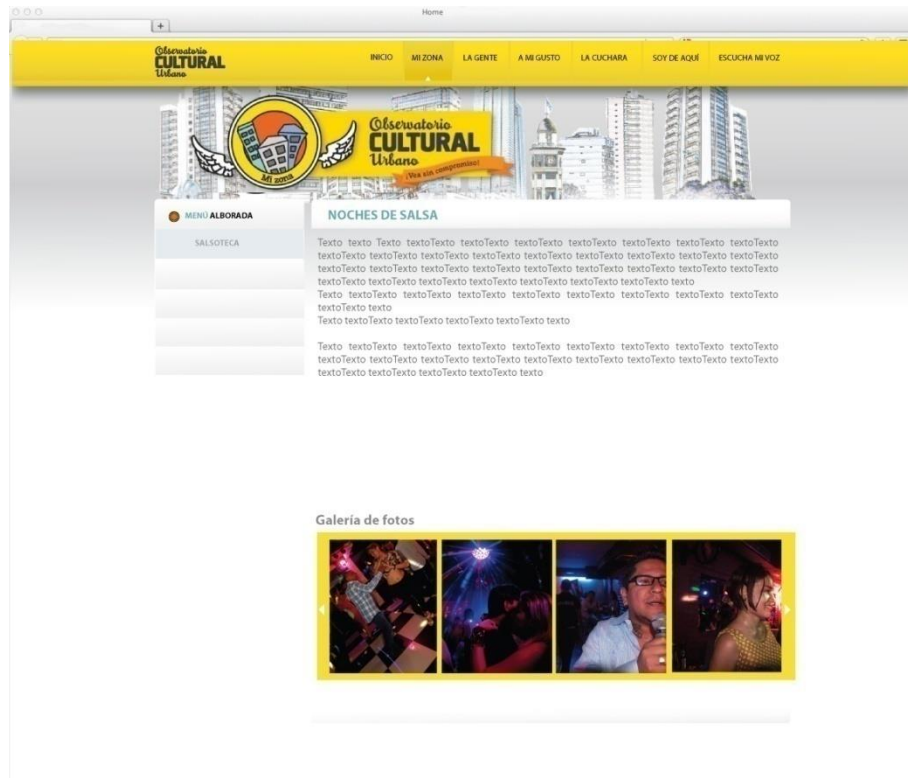 Home
+
Observatorio
CULTURAL
Urbano
INICIO MI ZONA LA GENTE A MI GUSTO LA CUCHARA SOY DE AQUÍ ESCUCHA MI VOZ
Mi zona
Observatorio
CULTURAL
Urbano
¡Vea sin compromiso!
MENÚ ALBORADA
SALSOTECA
NOCHES DE SALSA
Texto texto Texto textoTexto textoTexto textoTexto textoTexto textoTexto textoTexto textoTexto
textoTexto textoTexto textoTexto textoTexto textoTexto textoTexto textoTexto textoTexto textoTexto
textoTexto textoTexto textoTexto textoTexto textoTexto textoTexto textoTexto textoTexto textoTexto
textoTexto textoTexto textoTexto textoTexto textoTexto textoTexto textoTexto texto
Texto textoTexto textoTexto textoTexto textoTexto textoTexto textoTexto textoTexto textoTexto
textoTexto texto
Texto textoTexto textoTexto textoTexto textoTexto texto
Texto textoTexto textoTexto textoTexto textoTexto textoTexto textoTexto textoTexto textoTexto
textoTexto textoTexto textoTexto textoTexto textoTexto textoTexto textoTexto textoTexto textoTexto
textoTexto textoTexto textoTexto textoTexto texto
Galería de fotos